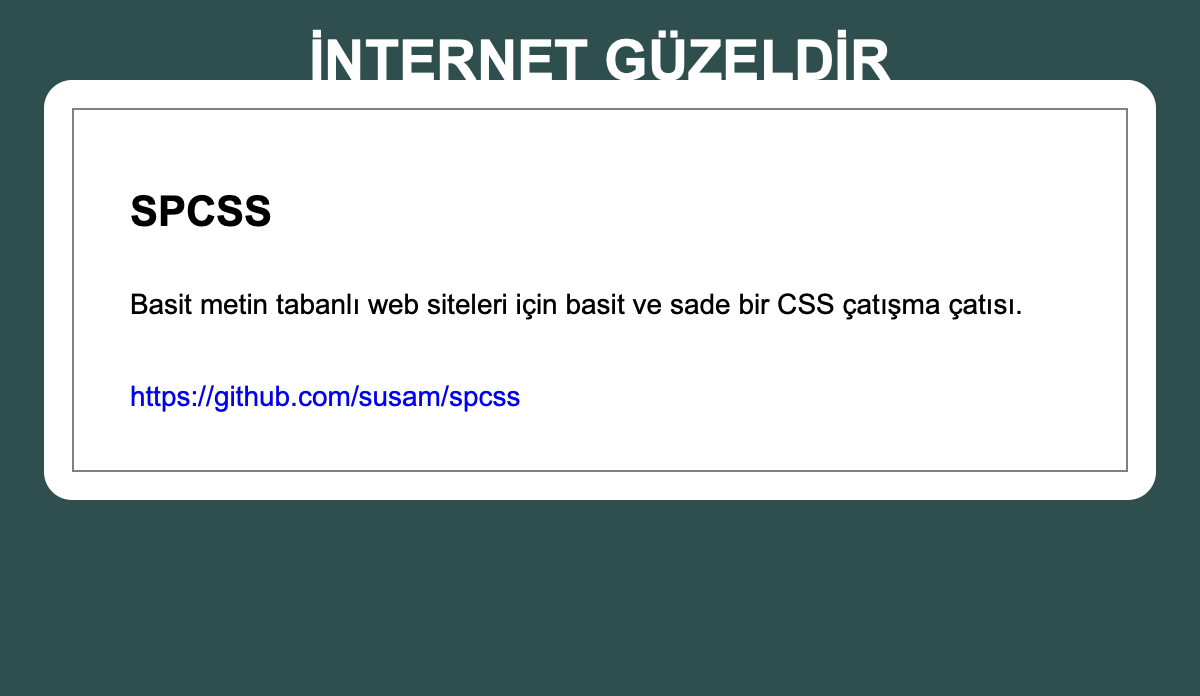 İNTERNET GÜZELDİR
SPCSS
Basit metin tabanlı web siteleri için basit ve sade bir CSS çatışma çatısı.
https://github.com/susam/spcss